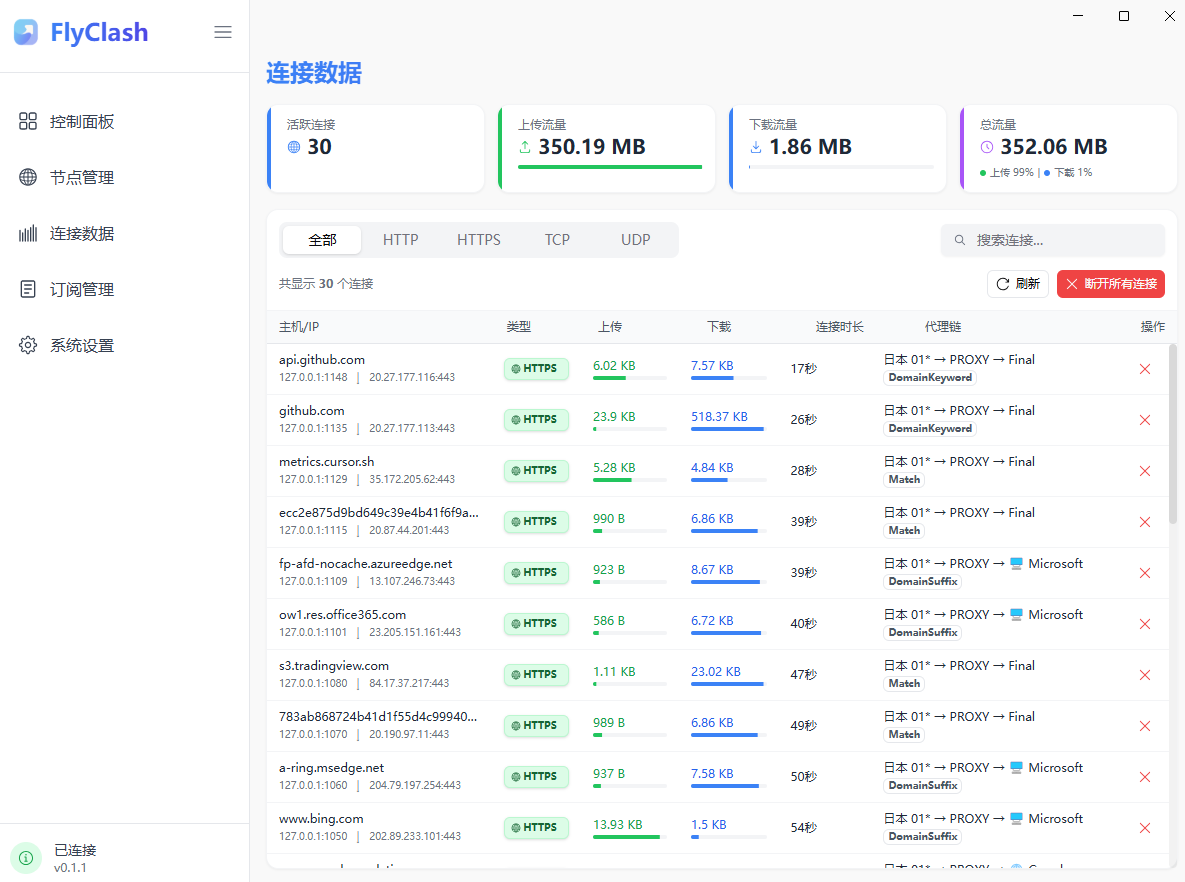 FlyClash
控制面板
节点管理
连接数据
订阅管理
系统设置
已连接
v0.1.1
连接数据
活跃连接
30
上传流量
350.19 MB
下载流量
1.86 MB
总流量
352.06 MB
上传 99% | 下载 1%
全部 HTTP HTTPS TCP UDP
搜索连接...
共显示 30 个连接
刷新 断开所有连接
主机/IP 类型 上传 下载 连接时长 代理链 操作
api.github.com
127.0.0.1:1148 | 20.27.177.116:443
HTTPS 6.02 KB 7.57 KB 17秒
日本 01* → PROXY → Final
DomainKeyword
github.com
127.0.0.1:1135 | 20.27.177.113:443
HTTPS 23.9 KB 518.37 KB 26秒
日本 01* → PROXY → Final
DomainKeyword
metrics.cursor.sh
127.0.0.1:1129 | 35.172.205.62:443
HTTPS 5.28 KB 4.84 KB 28秒
日本 01* → PROXY → Final
Match
ecc2e875d9bd649c39e4b41f6f9a...
127.0.0.1:1115 | 20.87.44.201:443
HTTPS 990 B 6.86 KB 39秒
日本 01* → PROXY → Final
Match
fp-afd-nocache.azureedge.net
127.0.0.1:1109 | 13.107.246.73:443
HTTPS 923 B 8.67 KB 39秒
日本 01* → PROXY → Microsoft
DomainSuffix
ow1.res.office365.com
127.0.0.1:1101 | 23.205.151.161:443
HTTPS 586 B 6.72 KB 40秒
日本 01* → PROXY → Microsoft
DomainSuffix
s3.tradingview.com
127.0.0.1:1080 | 84.17.37.217:443
HTTPS 1.11 KB 23.02 KB 47秒
日本 01* → PROXY → Final
Match
783ab868724b41d1f55d4c99940...
127.0.0.1:1070 | 20.190.97.11:443
HTTPS 989 B 6.86 KB 49秒
日本 01* → PROXY → Final
Match
a-ring.msedge.net
127.0.0.1:1060 | 204.79.197.254:443
HTTPS 937 B 7.58 KB 50秒
日本 01* → PROXY → Microsoft
DomainSuffix
www.bing.com
127.0.0.1:1050 | 202.89.233.101:443
HTTPS 13.93 KB 1.5 KB 54秒
日本 01* → PROXY → Microsoft
DomainSuffix